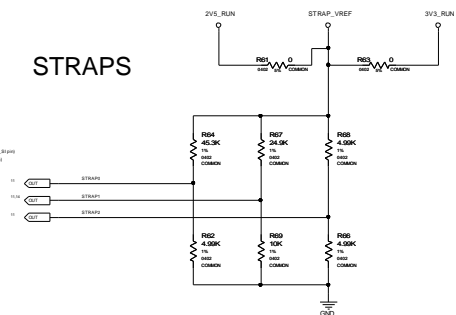 2V5_RUN STRAP_VREF 3V3_RUN
STRAPS
R61 0
0402 5% COMMON
R63 0
0402 5% COMMON
R64
45.3K
1%
0402
COMMON
R67
24.9K
1%
0402
COMMON
R68
4.99K
1%
0402
COMMON
OUT STRAP0
OUT STRAP1
OUT STRAP2
R62
4.99K
1%
0402
COMMON
R69
10K
1%
0402
COMMON
R66
4.99K
1%
0402
COMMON
GND